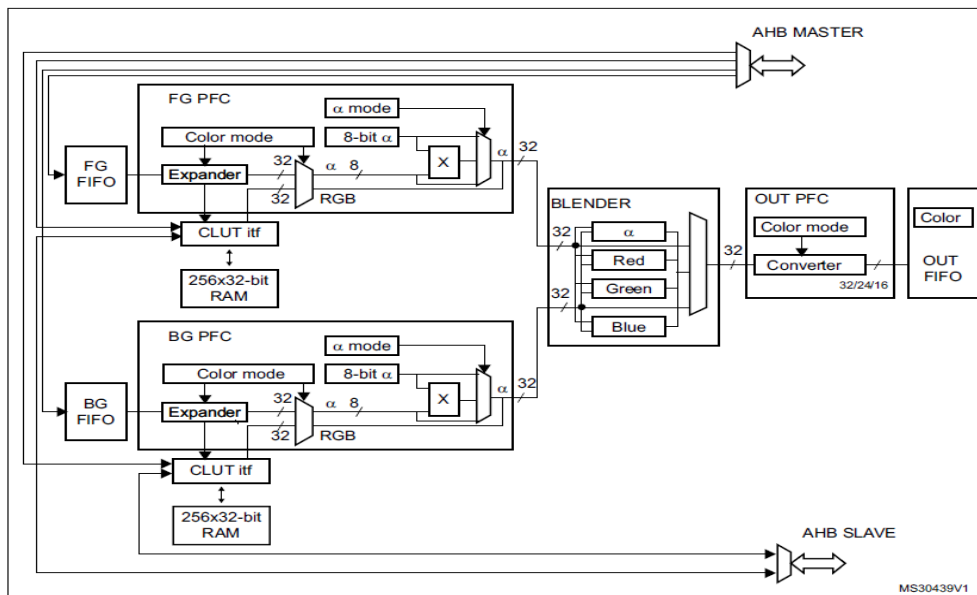 AHB MASTER
FG PFC
α mode
Color mode
8-bit α
FG
FIFO
Expander
32
α
8
X
α
32
32
RGB
CLUT itf
256x32-bit
RAM
BLENDER
32
α
Red
Green
32
Blue
32
OUT PFC
Color mode
Converter
32/24/16
Color
OUT
FIFO
BG PFC
α mode
Color mode
8-bit α
BG
FIFO
Expander
32
α
8
X
α
32
32
RGB
CLUT itf
256x32-bit
RAM
AHB SLAVE
MS30439V1